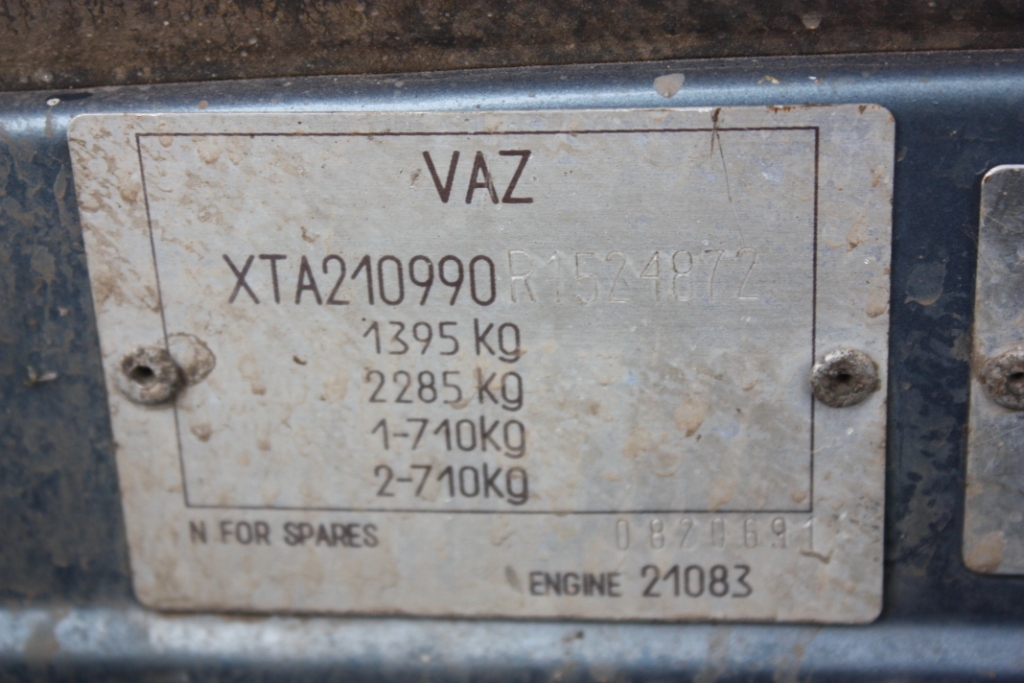 VAZ
XTA210990R1524872
1395 kg
2285 kg
1-710kg
2-710kg
N FOR SPARES 0820691
ENGINE 21083